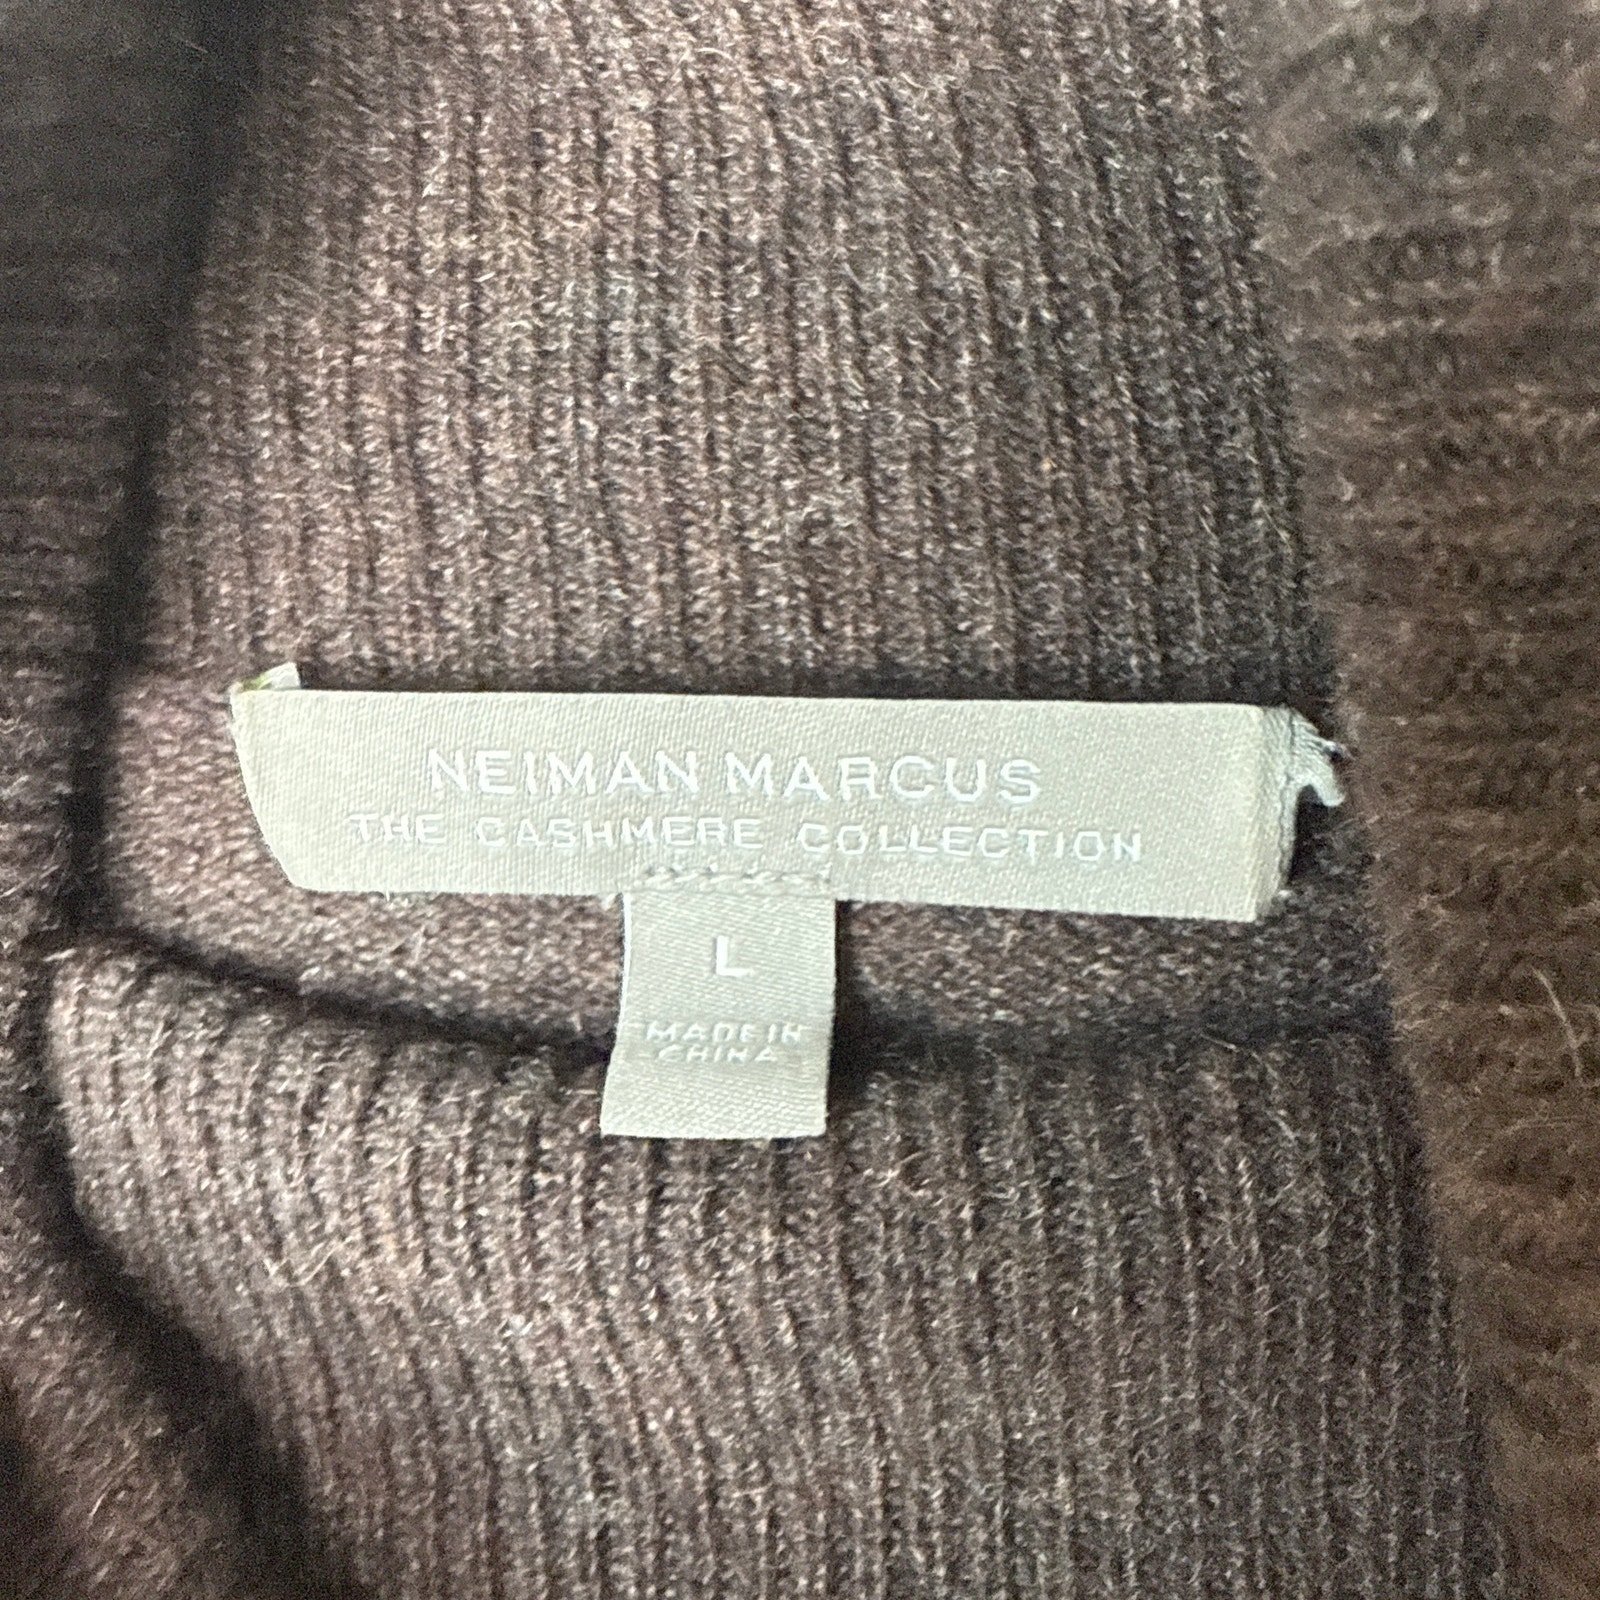 NEIMAN MARCUS
THE CASHMERE COLLECTION
L
MADE IN
CHINA